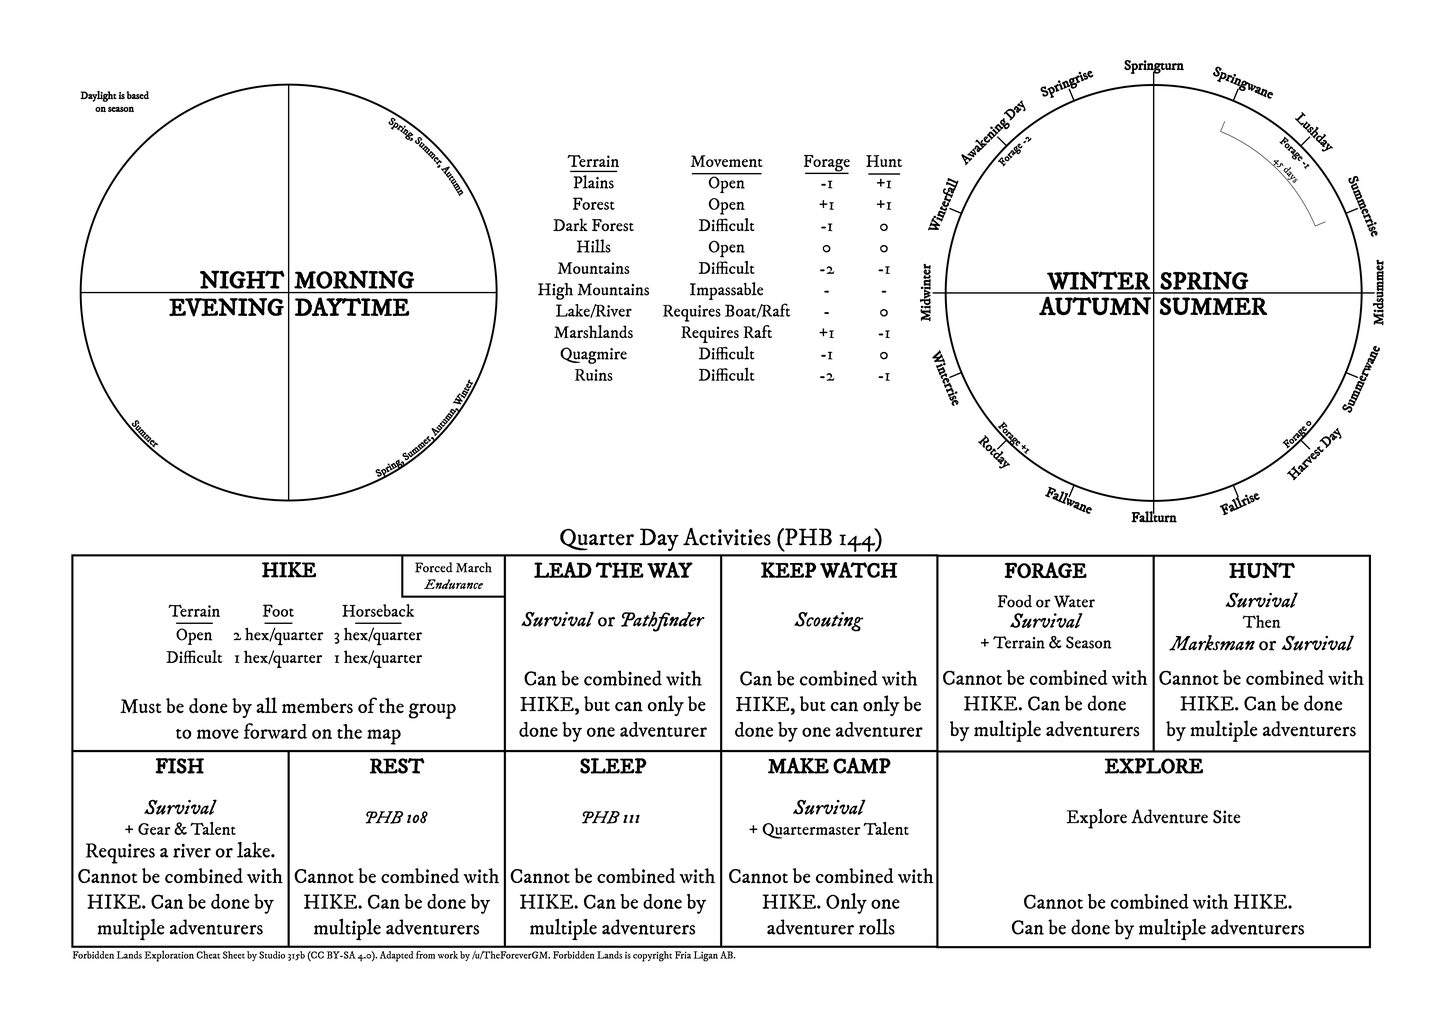 Daylight is based
on season
Spring, Summer, Autumn
NIGHT MORNING
EVENING DAYTIME
Summer
Spring, Summer, Autumn, Winter
Terrain Movement Forage Hunt
Plains Open -1 +1
Forest Open +1 +1
Dark Forest Difficult -1 0
Hills Open 0 0
Mountains Difficult -2 -1
High Mountains Impassable - -
Lake/River Requires Boat/Raft - 0
Marshlands Requires Raft +1 -1
Quagmire Difficult -1 0
Ruins Difficult -2 -1
Springturn
Springwane
Lushday
Summerrise
Midsummer
Summerwane
Harvest Day
Fallrise
Fallturn
Fallwane
Rotday
Winterrise
Midwinter
Winterfall
Awakening Day
Springrise
Forage -2
Forage -1
45 days
WINTER SPRING
AUTUMN SUMMER
Forage +1
Forage 0
Quarter Day Activities (PHB 144)
HIKE
Forced March
Endurance
Terrain Foot Horseback
Open 2 hex/quarter 3 hex/quarter
Difficult 1 hex/quarter 1 hex/quarter
Must be done by all members of the group
to move forward on the map
LEAD THE WAY
Survival or Pathfinder
Can be combined with
HIKE, but can only be
done by one adventurer
KEEP WATCH
Scouting
Can be combined with
HIKE, but can only be
done by one adventurer
FORAGE
Food or Water
Survival
+ Terrain & Season
Cannot be combined with
HIKE. Can be done
by multiple adventurers
HUNT
Survival
Then
Marksman or Survival
Cannot be combined with
HIKE. Can be done
by multiple adventurers
FISH
Survival
+ Gear & Talent
Requires a river or lake.
Cannot be combined with
HIKE. Can be done by
multiple adventurers
REST
PHB 108
Cannot be combined with
HIKE. Can be done by
multiple adventurers
SLEEP
PHB 111
Cannot be combined with
HIKE. Can be done by
multiple adventurers
MAKE CAMP
Survival
+ Quartermaster Talent
Cannot be combined with
HIKE. Only one
adventurer rolls
EXPLORE
Explore Adventure Site
Cannot be combined with HIKE.
Can be done by multiple adventurers
Forbidden Lands Exploration Cheat Sheet by Studio 315b (CC BY-SA 4.0). Adapted from work by /u/TheForeverGM. Forbidden Lands is copyright Fria Ligan AB.